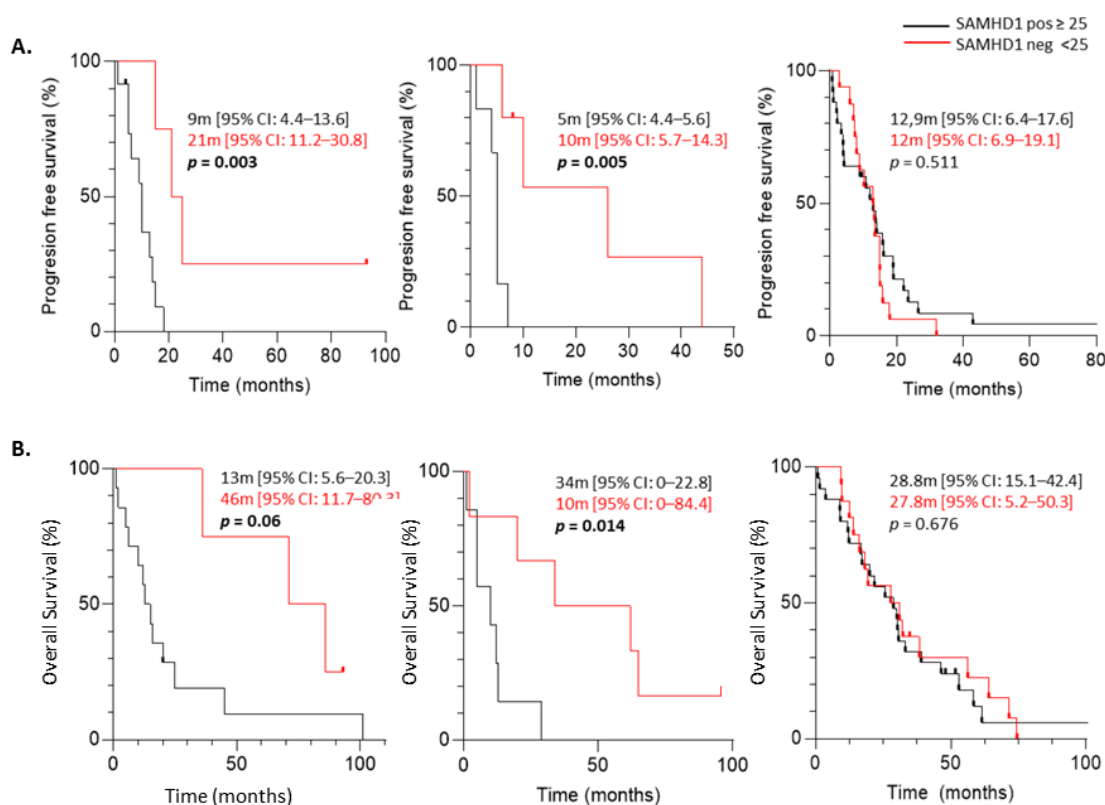 SAMHD1 pos ≥ 25
SAMHD1 neg <25
A.
Progresion free survival (%)
100
50
0
9m [95% CI: 4.4–13.6]
21m [95% CI: 11.2–30.8]
p = 0.003
0 20 40 60 80 100
Time (months)
Progresion free survival (%)
100
50
0
5m [95% CI: 4.4–5.6]
10m [95% CI: 5.7–14.3]
p = 0.005
0 10 20 30 40 50
Time (months)
Progresion free survival (%)
100
50
0
12,9m [95% CI: 6.4–17.6]
12m [95% CI: 6.9–19.1]
p = 0.511
0 20 40 60 80
Time (months)
B.
Overall Survival (%)
100
50
0
13m [95% CI: 5.6–20.3]
46m [95% CI: 11.7–
p = 0.06
0 50 100
Time (months)
Overall Survival (%)
100
50
0
34m [95% CI: 0–22.8]
10m [95% CI: 0–84.4]
p = 0.014
0 50 100
Time (months)
Overall Survival (%)
100
50
0
28.8m [95% CI: 15.1–42.4]
27.8m [95% CI: 5.2–50.3]
p = 0.676
0 50 100
Time (months)